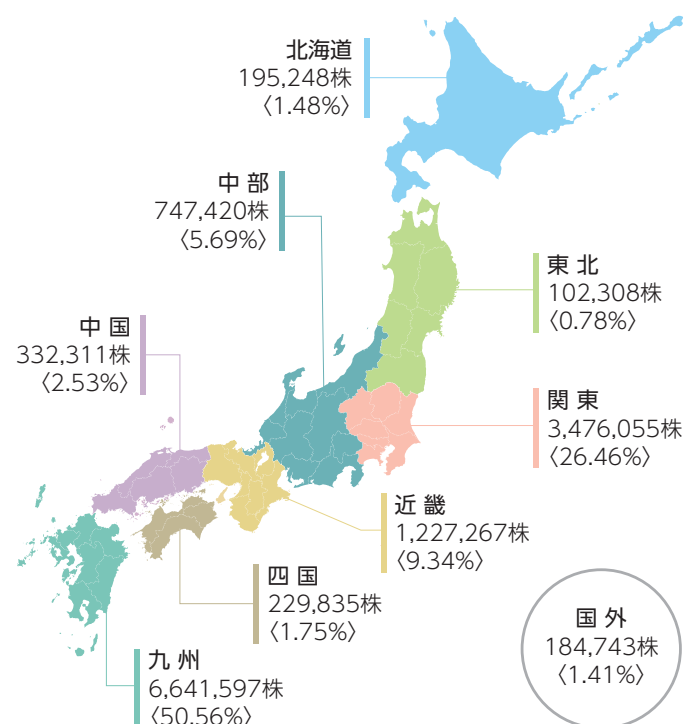 北海道
195,248株
〈1.48%〉
中部
747,420株
〈5.69%〉
東北
102,308株
〈0.78%〉
中国
332,311株
〈2.53%〉
関東
3,476,055株
〈26.46%〉
近畿
1,227,267株
〈9.34%〉
四国
229,835株
〈1.75%〉
国外
184,743株
〈1.41%〉
九州
6,641,597株
〈50.56%〉